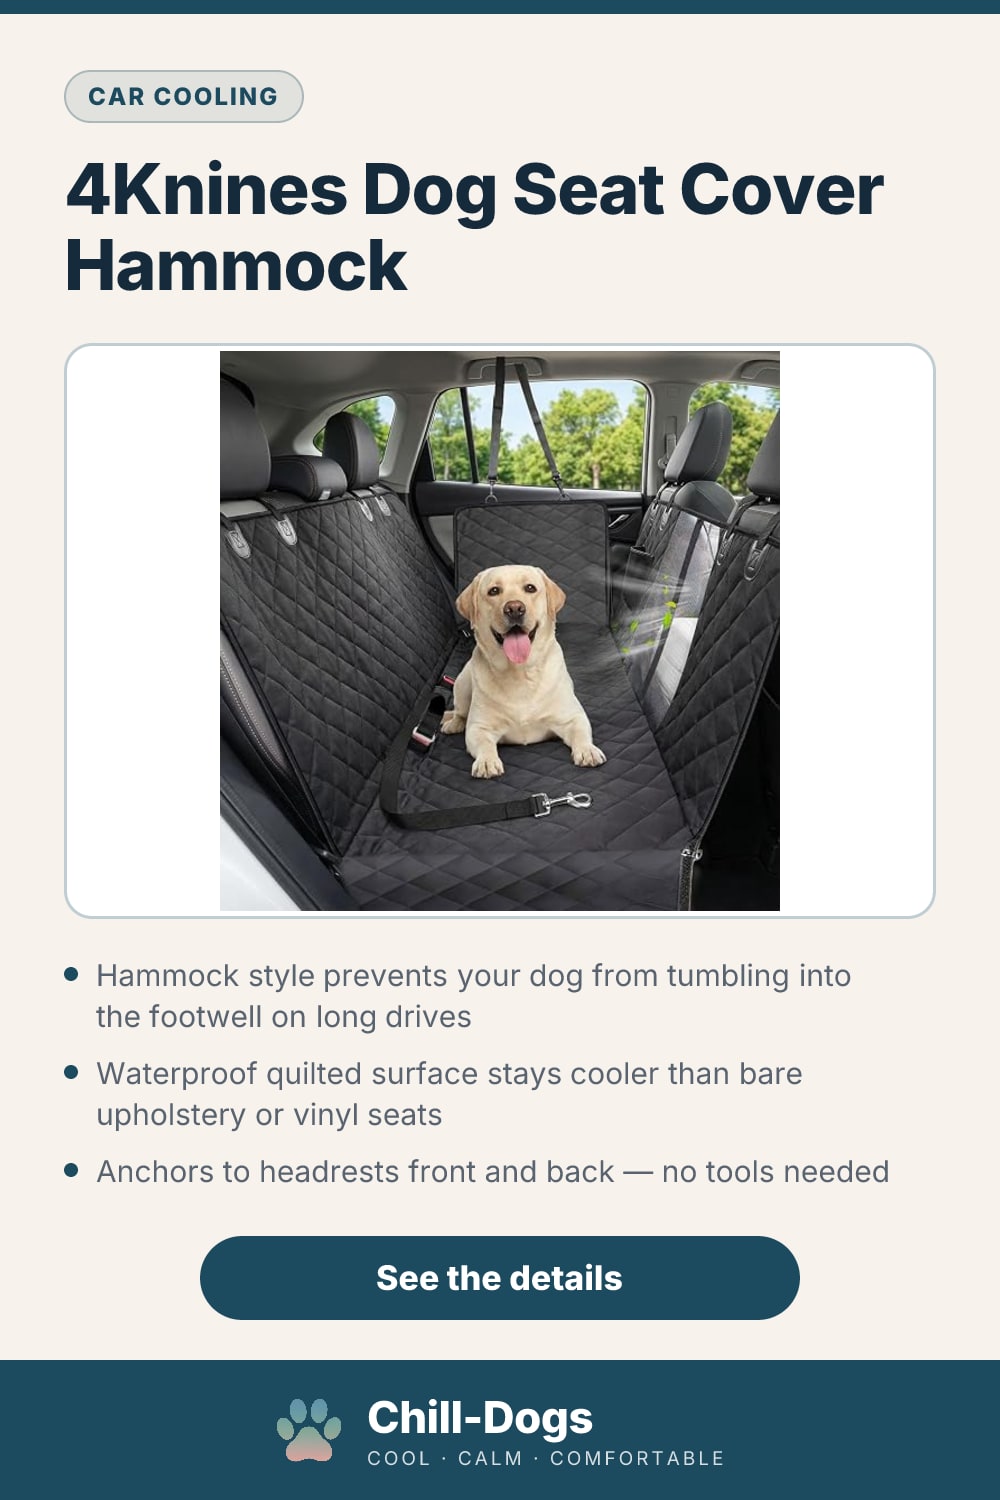 CAR COOLING
4Knines Dog Seat Cover
Hammock
Hammock style prevents your dog from tumbling into
the footwell on long drives
Waterproof quilted surface stays cooler than bare
upholstery or vinyl seats
Anchors to headrests front and back — no tools needed
See the details
Chill-Dogs
COOL · CALM · COMFORTABLE